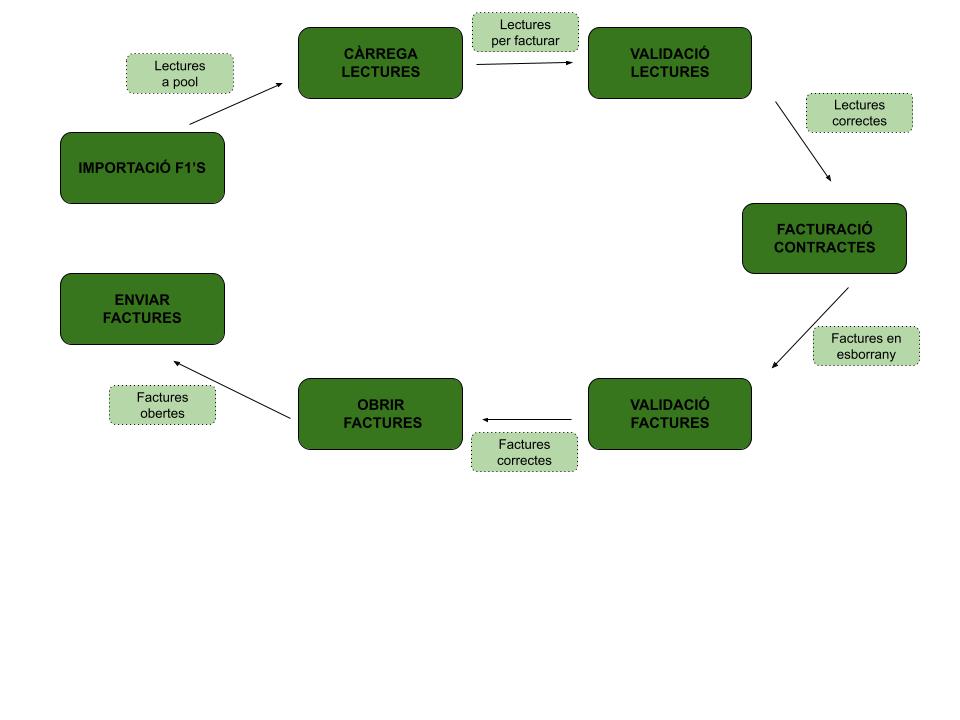 IMPORTACIÓ F1'S
Lectures
a pool
CÀRREGA
LECTURES
Lectures
per facturar
VALIDACIÓ
LECTURES
Lectures
correctes
FACTURACIÓ
CONTRACTES
Factures en
esborrany
VALIDACIÓ
FACTURES
Factures
correctes
OBRIR
FACTURES
Factures
obertes
ENVIAR
FACTURES